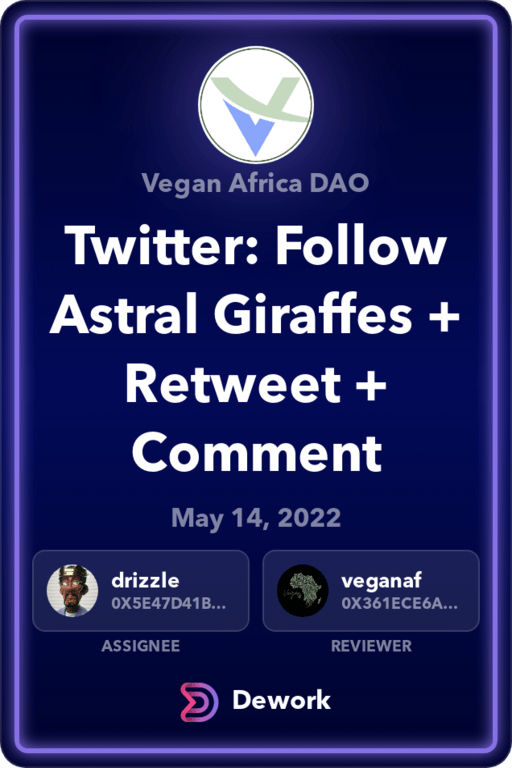 Vegan Africa DAO
Twitter: Follow
Astral Giraffes +
Retweet +
Comment
May 14, 2022
drizzle
0X5E47D41B...
ASSIGNEE
veganaf
0X361ECE6A...
REVIEWER
Dework